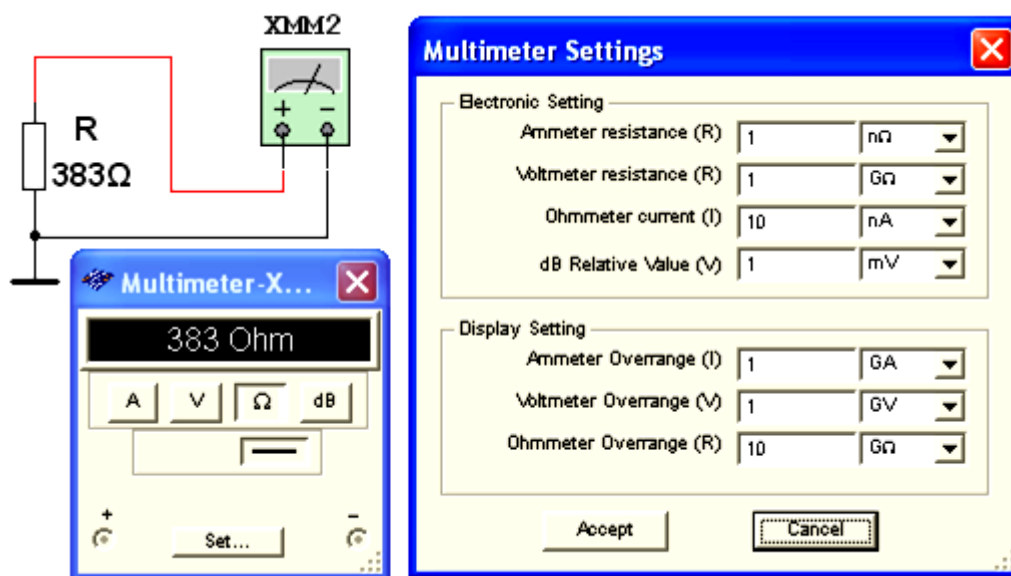 XMM2
+ −
R
383Ω
Multimeter-X...
383 Ohm
A V Ω dB
+ −
Set...
Multimeter Settings
Electronic Setting
Ammeter resistance (R) 1 nΩ
Voltmeter resistance (R) 1 GΩ
Ohmmeter current (I) 10 nA
dB Relative Value (V) 1 mV
Display Setting
Ammeter Overrange (I) 1 GA
Voltmeter Overrange (V) 1 GV
Ohmmeter Overrange (R) 10 GΩ
Accept Cancel